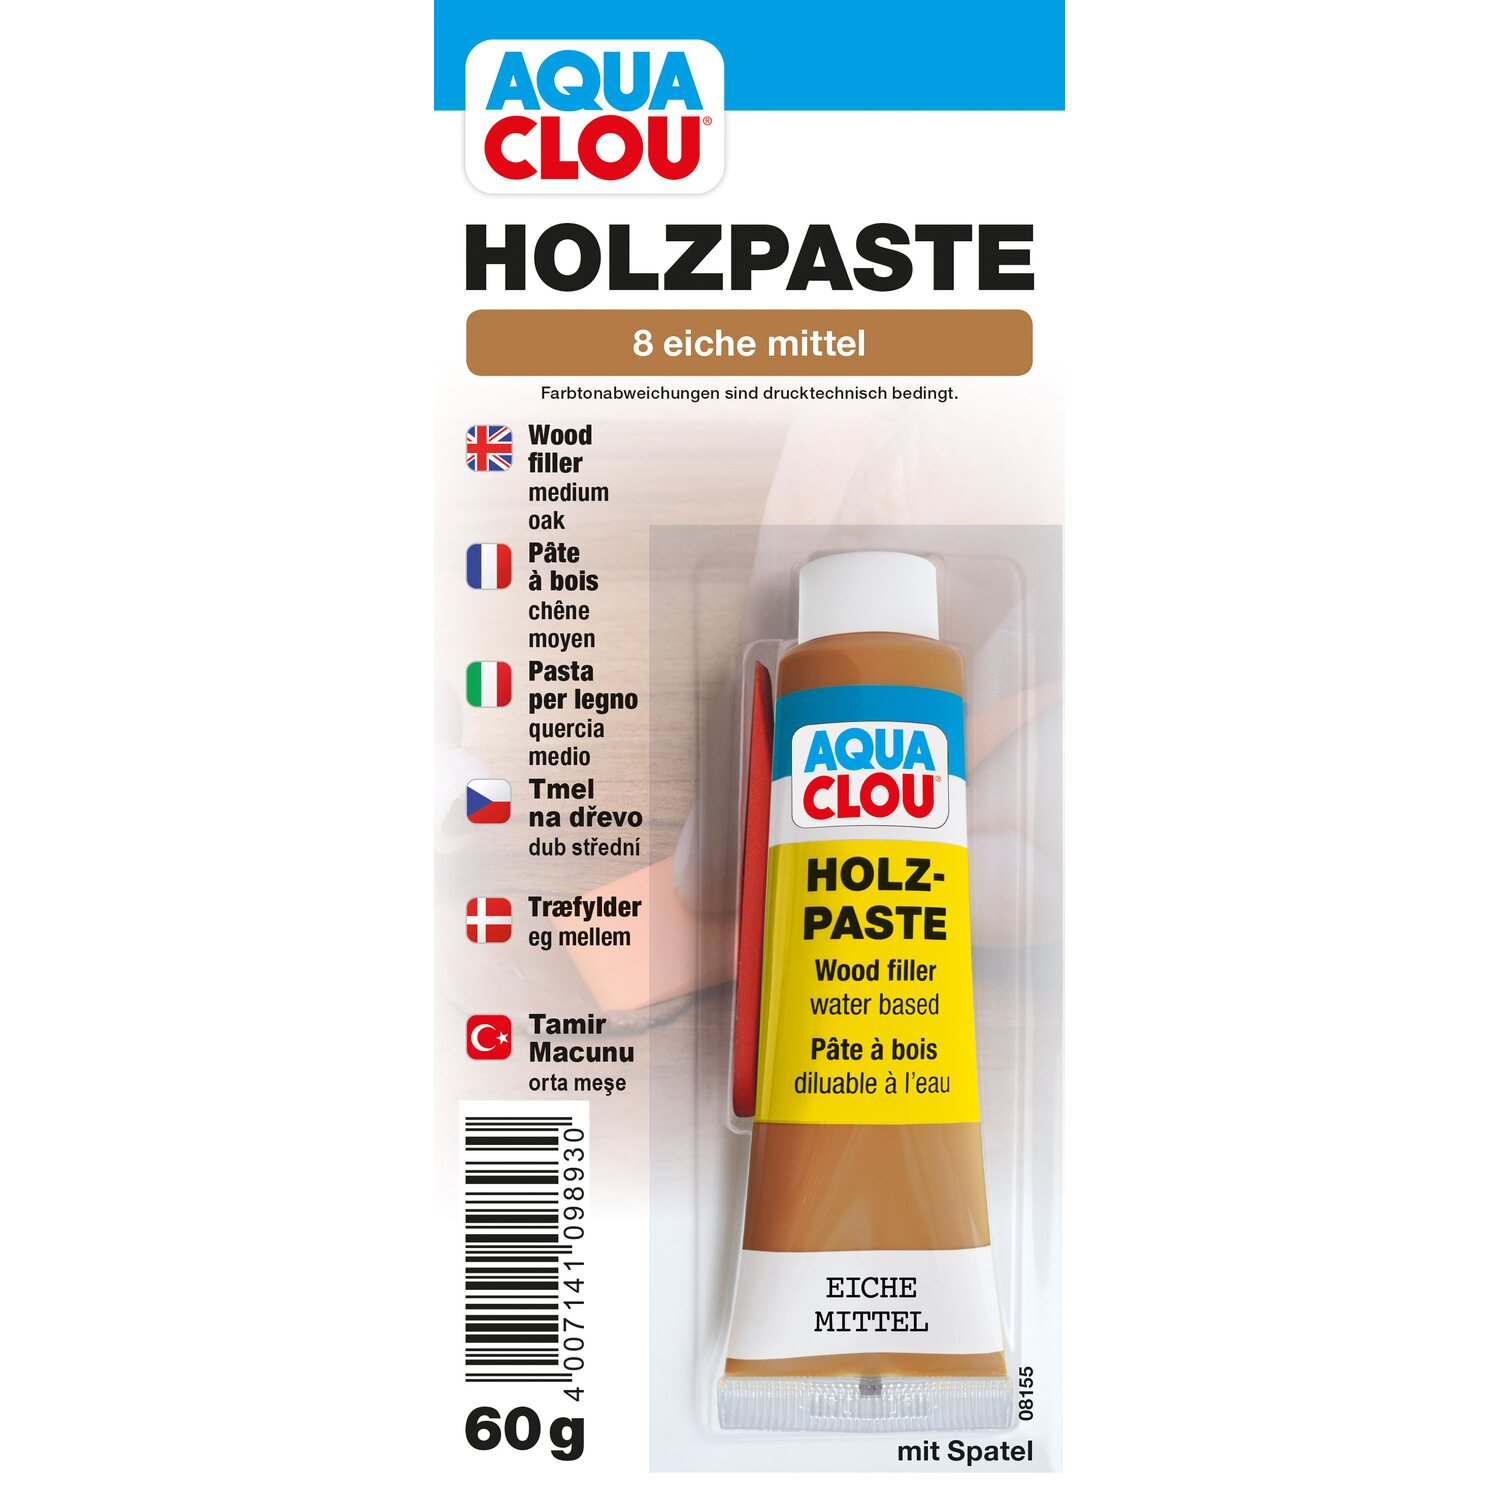 AQUA
CLOU®
HOLZPASTE
8 eiche mittel
Farbtonabweichungen sind drucktechnisch bedingt.
Wood
filler
medium
oak
Pâte
à bois
chêne
moyen
Pasta
per legno
quercia
medio
Tmel
na dřevo
dub střední
Træfylder
eg mellem
Tamir
Macunu
orta meşe
4 007141 098930
60 g
AQUA
CLOU®
HOLZ-
PASTE
Wood filler
water based
Pâte à bois
diluable à l'eau
EICHE
MITTEL
08155
mit Spatel